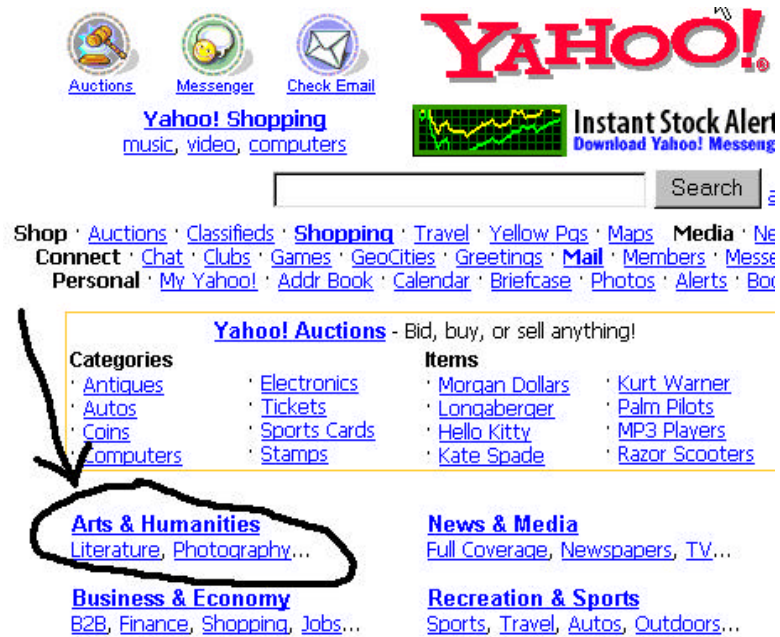 YAHOO!®
Auctions Messenger Check Email
Yahoo! Shopping
music, video, computers
Instant Stock Alert
Download Yahoo! Messeng
Search
Shop · Auctions · Classifieds · Shopping · Travel · Yellow Pgs · Maps Media · Ne
Connect · Chat · Clubs · Games · GeoCities · Greetings · Mail · Members · Messe
Personal · My Yahoo! · Addr Book · Calendar · Briefcase · Photos · Alerts · Boo
Yahoo! Auctions - Bid, buy, or sell anything!
Categories Items
· Antiques · Electronics · Morgan Dollars · Kurt Warner
· Autos · Tickets · Longaberger · Palm Pilots
· Coins · Sports Cards · Hello Kitty · MP3 Players
· Computers · Stamps · Kate Spade · Razor Scooters
Arts & Humanities News & Media
Literature, Photography... Full Coverage, Newspapers, TV...
Business & Economy Recreation & Sports
B2B, Finance, Shopping, Jobs... Sports, Travel, Autos, Outdoors...